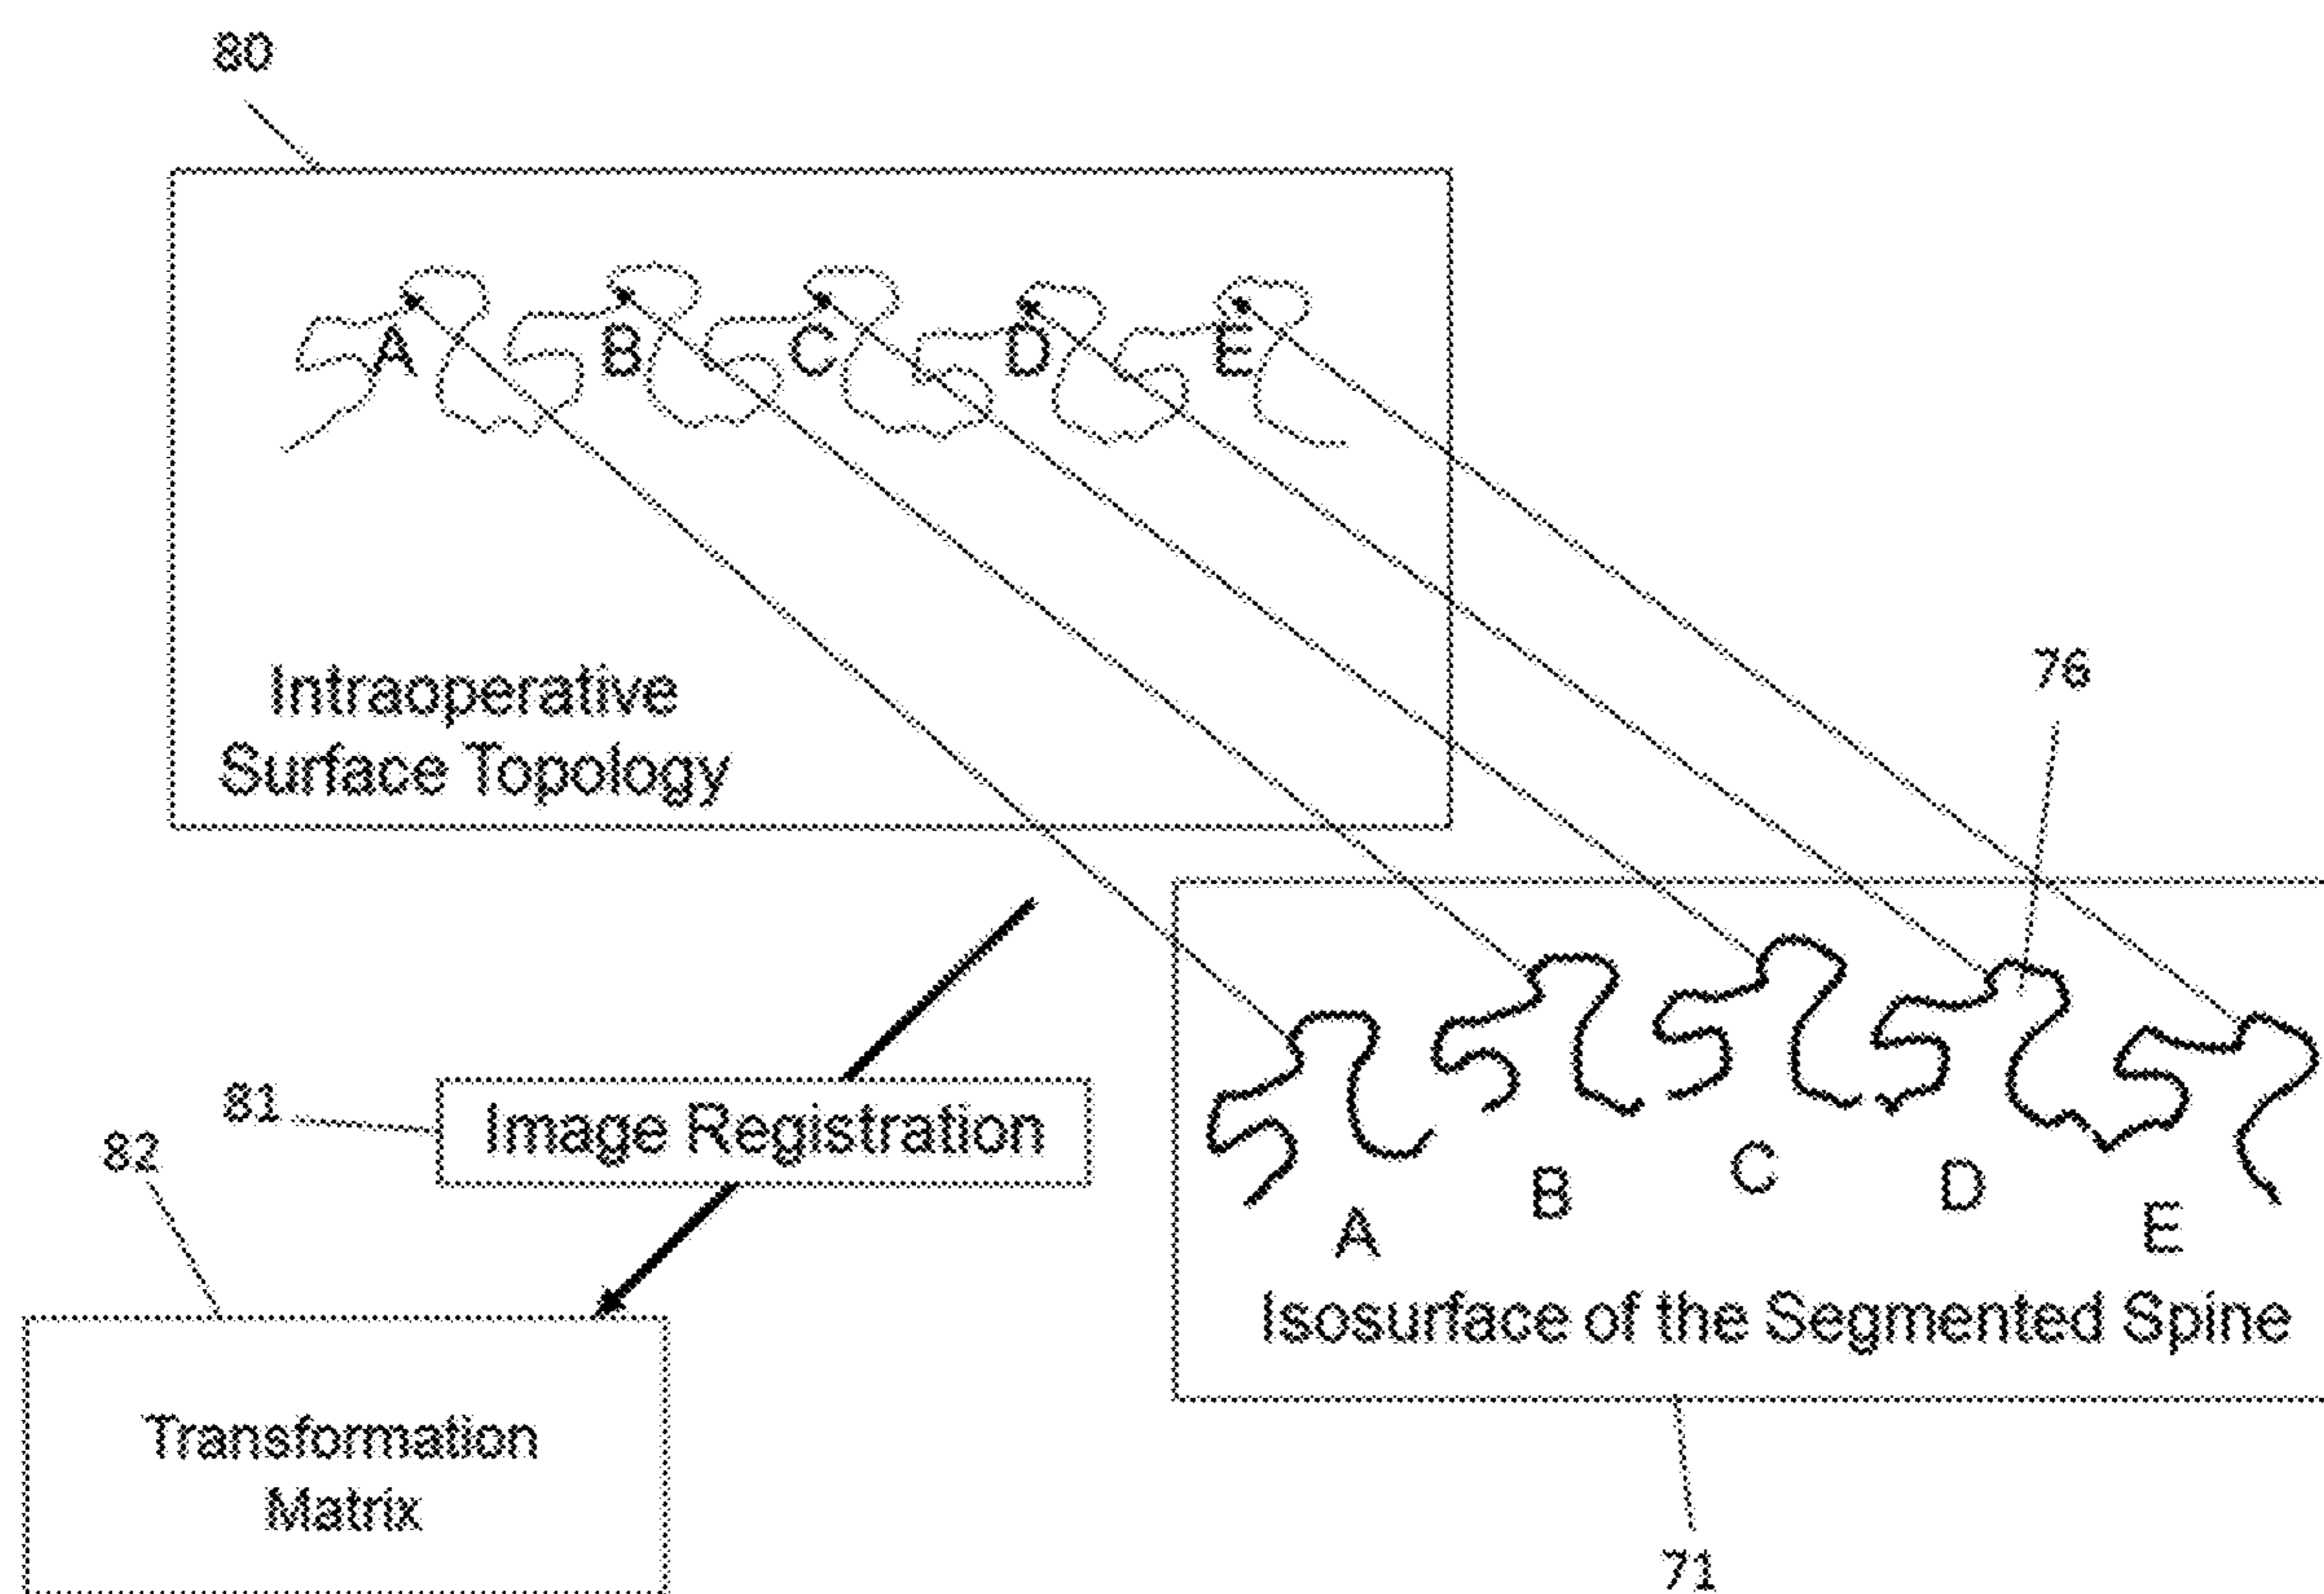 80
A B C D E
Intraoperative
Surface Topology
76
81
Image Registration
82
A B C D E
Isosurface of the Segmented Spine
Transformation
Matrix
71